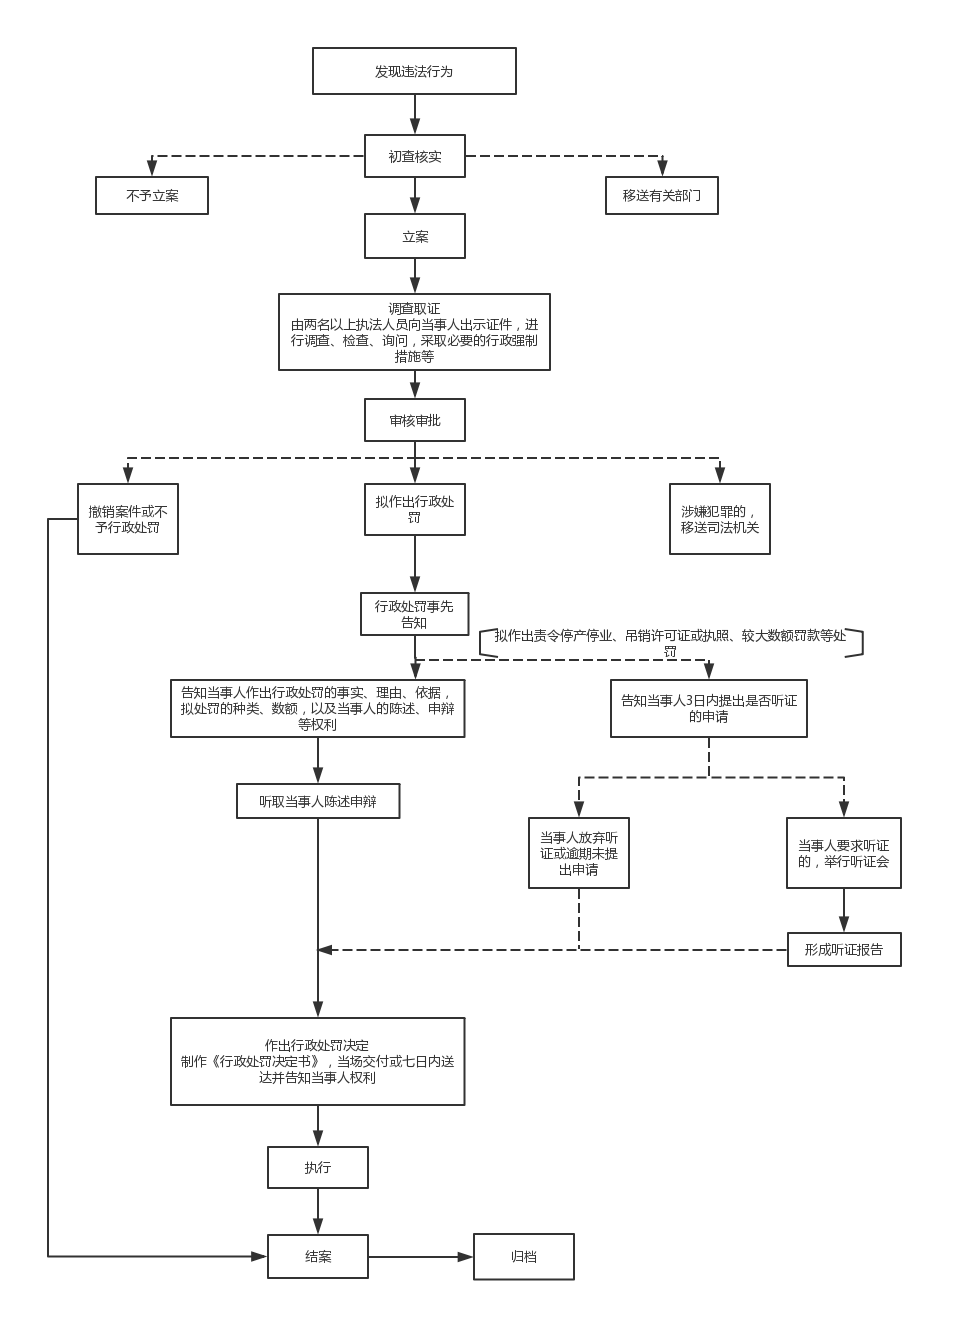 发现违法行为
初查核实
不予立案
移送有关部门
立案
调查取证
由两名以上执法人员向当事人出示证件，进
行调查、检查、询问，采取必要的行政强制
措施等
审核审批
撤销案件或不
予行政处罚
拟作出行政处
罚
涉嫌犯罪的，
移送司法机关
行政处罚事先
告知
拟作出责令停产停业、吊销许可证或执照、较大数额罚款等处
罚
告知当事人作出行政处罚的事实、理由、依据，
拟处罚的种类、数额，以及当事人的陈述、申辩
等权利
告知当事人3日内提出是否听证
的申请
听取当事人陈述申辩
当事人放弃听
证或逾期未提
出申请
当事人要求听证
的，举行听证会
形成听证报告
作出行政处罚决定
制作《行政处罚决定书》，当场交付或七日内送
达并告知当事人权利
执行
结案
归档